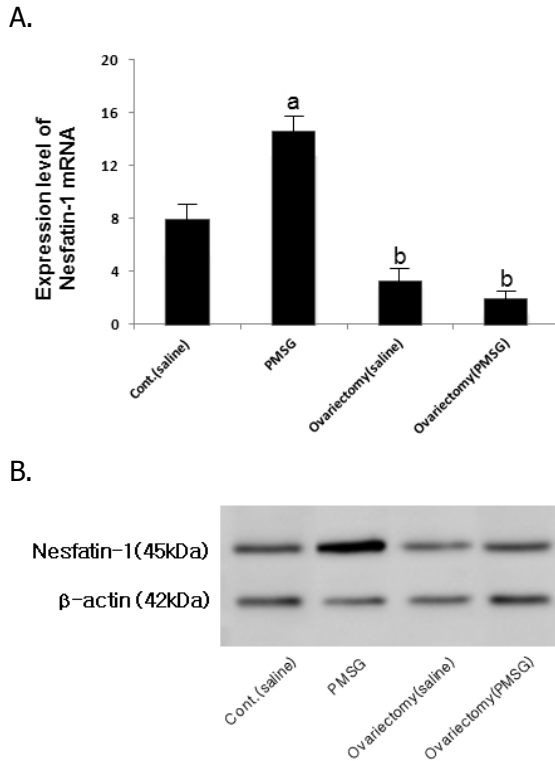 A.
Expression level of
Nesfatin-1 mRNA
20
16
12
8
4
0
a
b
b
Cont.(saline)
PMSG
Ovariectomy(saline)
Ovariectomy(PMSG)
B.
Nesfatin-1(45kDa)
β-actin (42kDa)
Cont.(saline)
PMSG
Ovariectomy(saline)
Ovariectomy(PMSG)